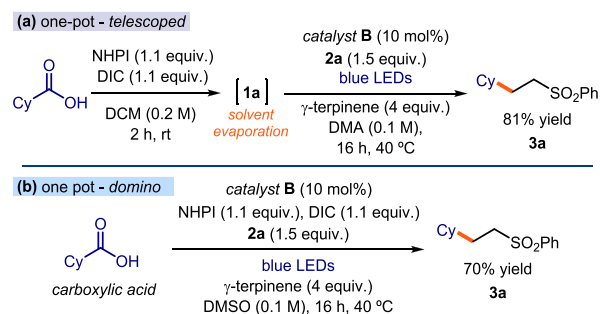 (a) one-pot - telescoped
NHPI (1.1 equiv.)
DIC (1.1 equiv.)
DCM (0.2 M)
2 h, rt
O
Cy
OH
[1a]
solvent
evaporation
catalyst B (10 mol%)
2a (1.5 equiv.)
blue LEDs
γ-terpinene (4 equiv.)
DMA (0.1 M),
16 h, 40 ºC
Cy
SO2Ph
81% yield
3a
(b) one pot - domino
O
Cy
OH
carboxylic acid
catalyst B (10 mol%)
NHPI (1.1 equiv.), DIC (1.1 equiv.)
2a (1.5 equiv.)
blue LEDs
γ-terpinene (4 equiv.)
DMSO (0.1 M), 16 h, 40 ºC
Cy
SO2Ph
70% yield
3a